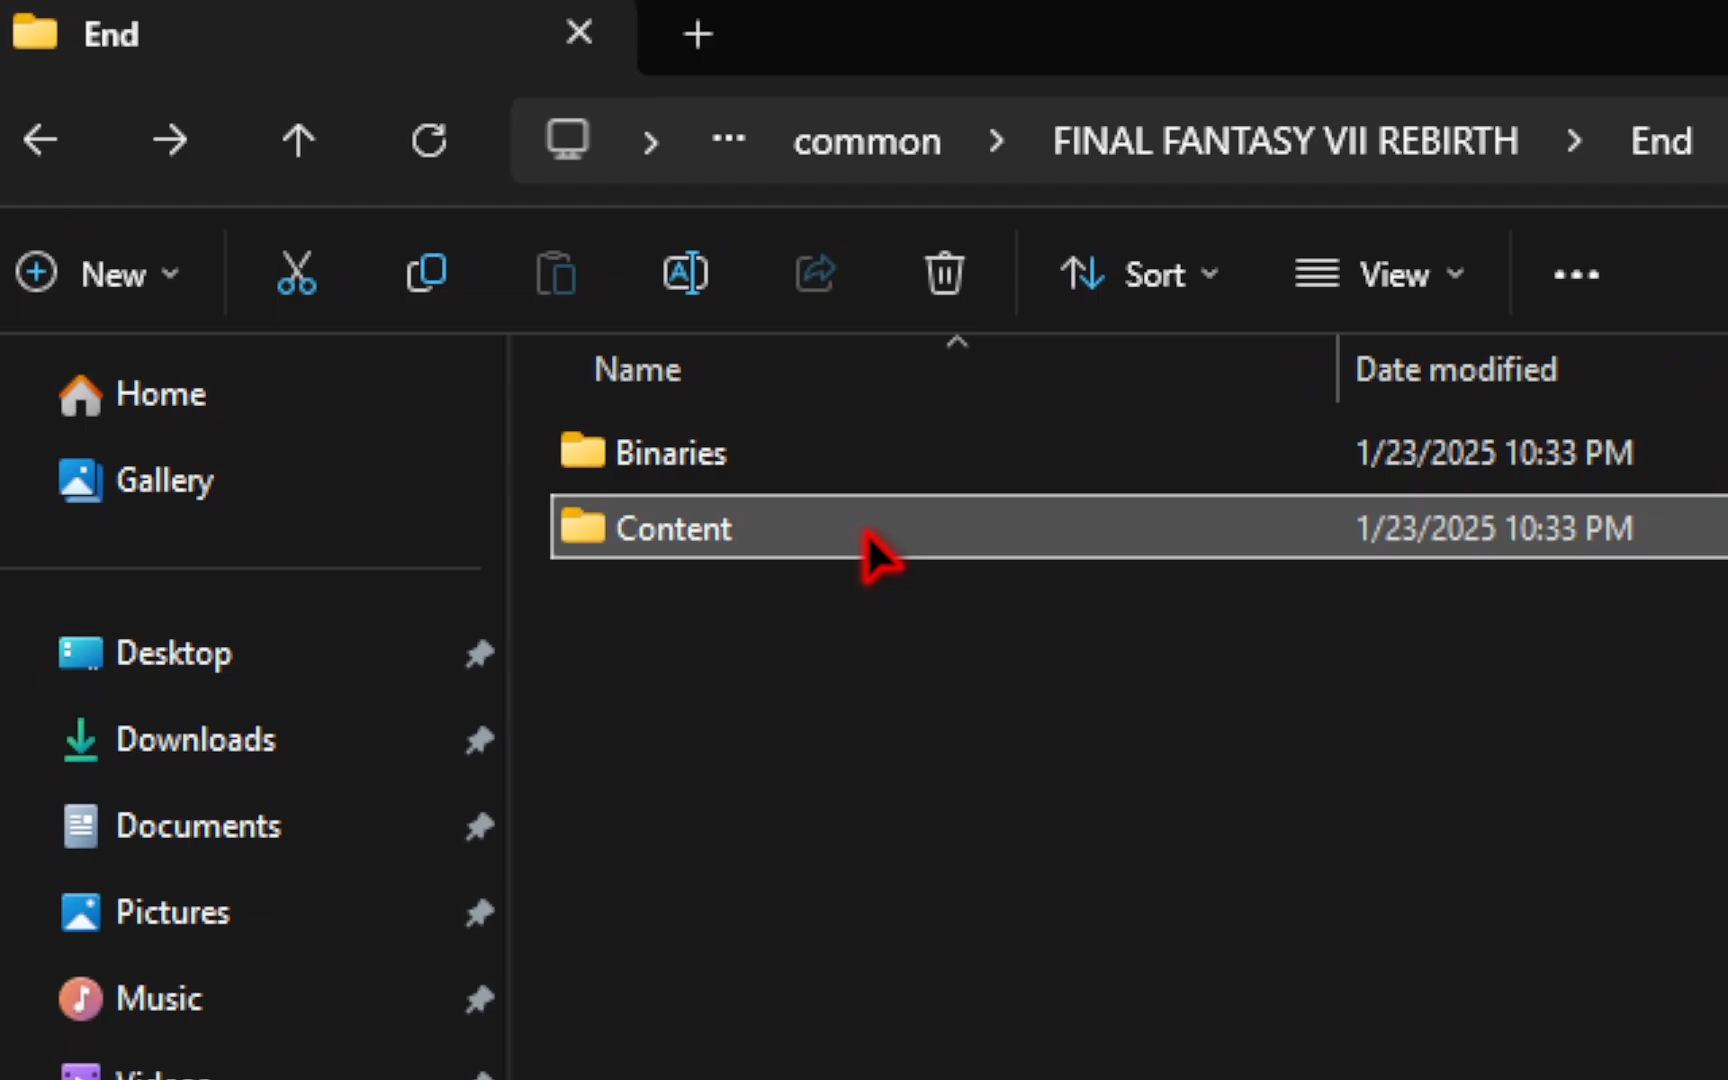 End
common > FINAL FANTASY VII REBIRTH > End
New Sort View
Name Date modified
Home
Gallery
Desktop
Downloads
Documents
Pictures
Music
Binaries 1/23/2025 10:33 PM
Content 1/23/2025 10:33 PM